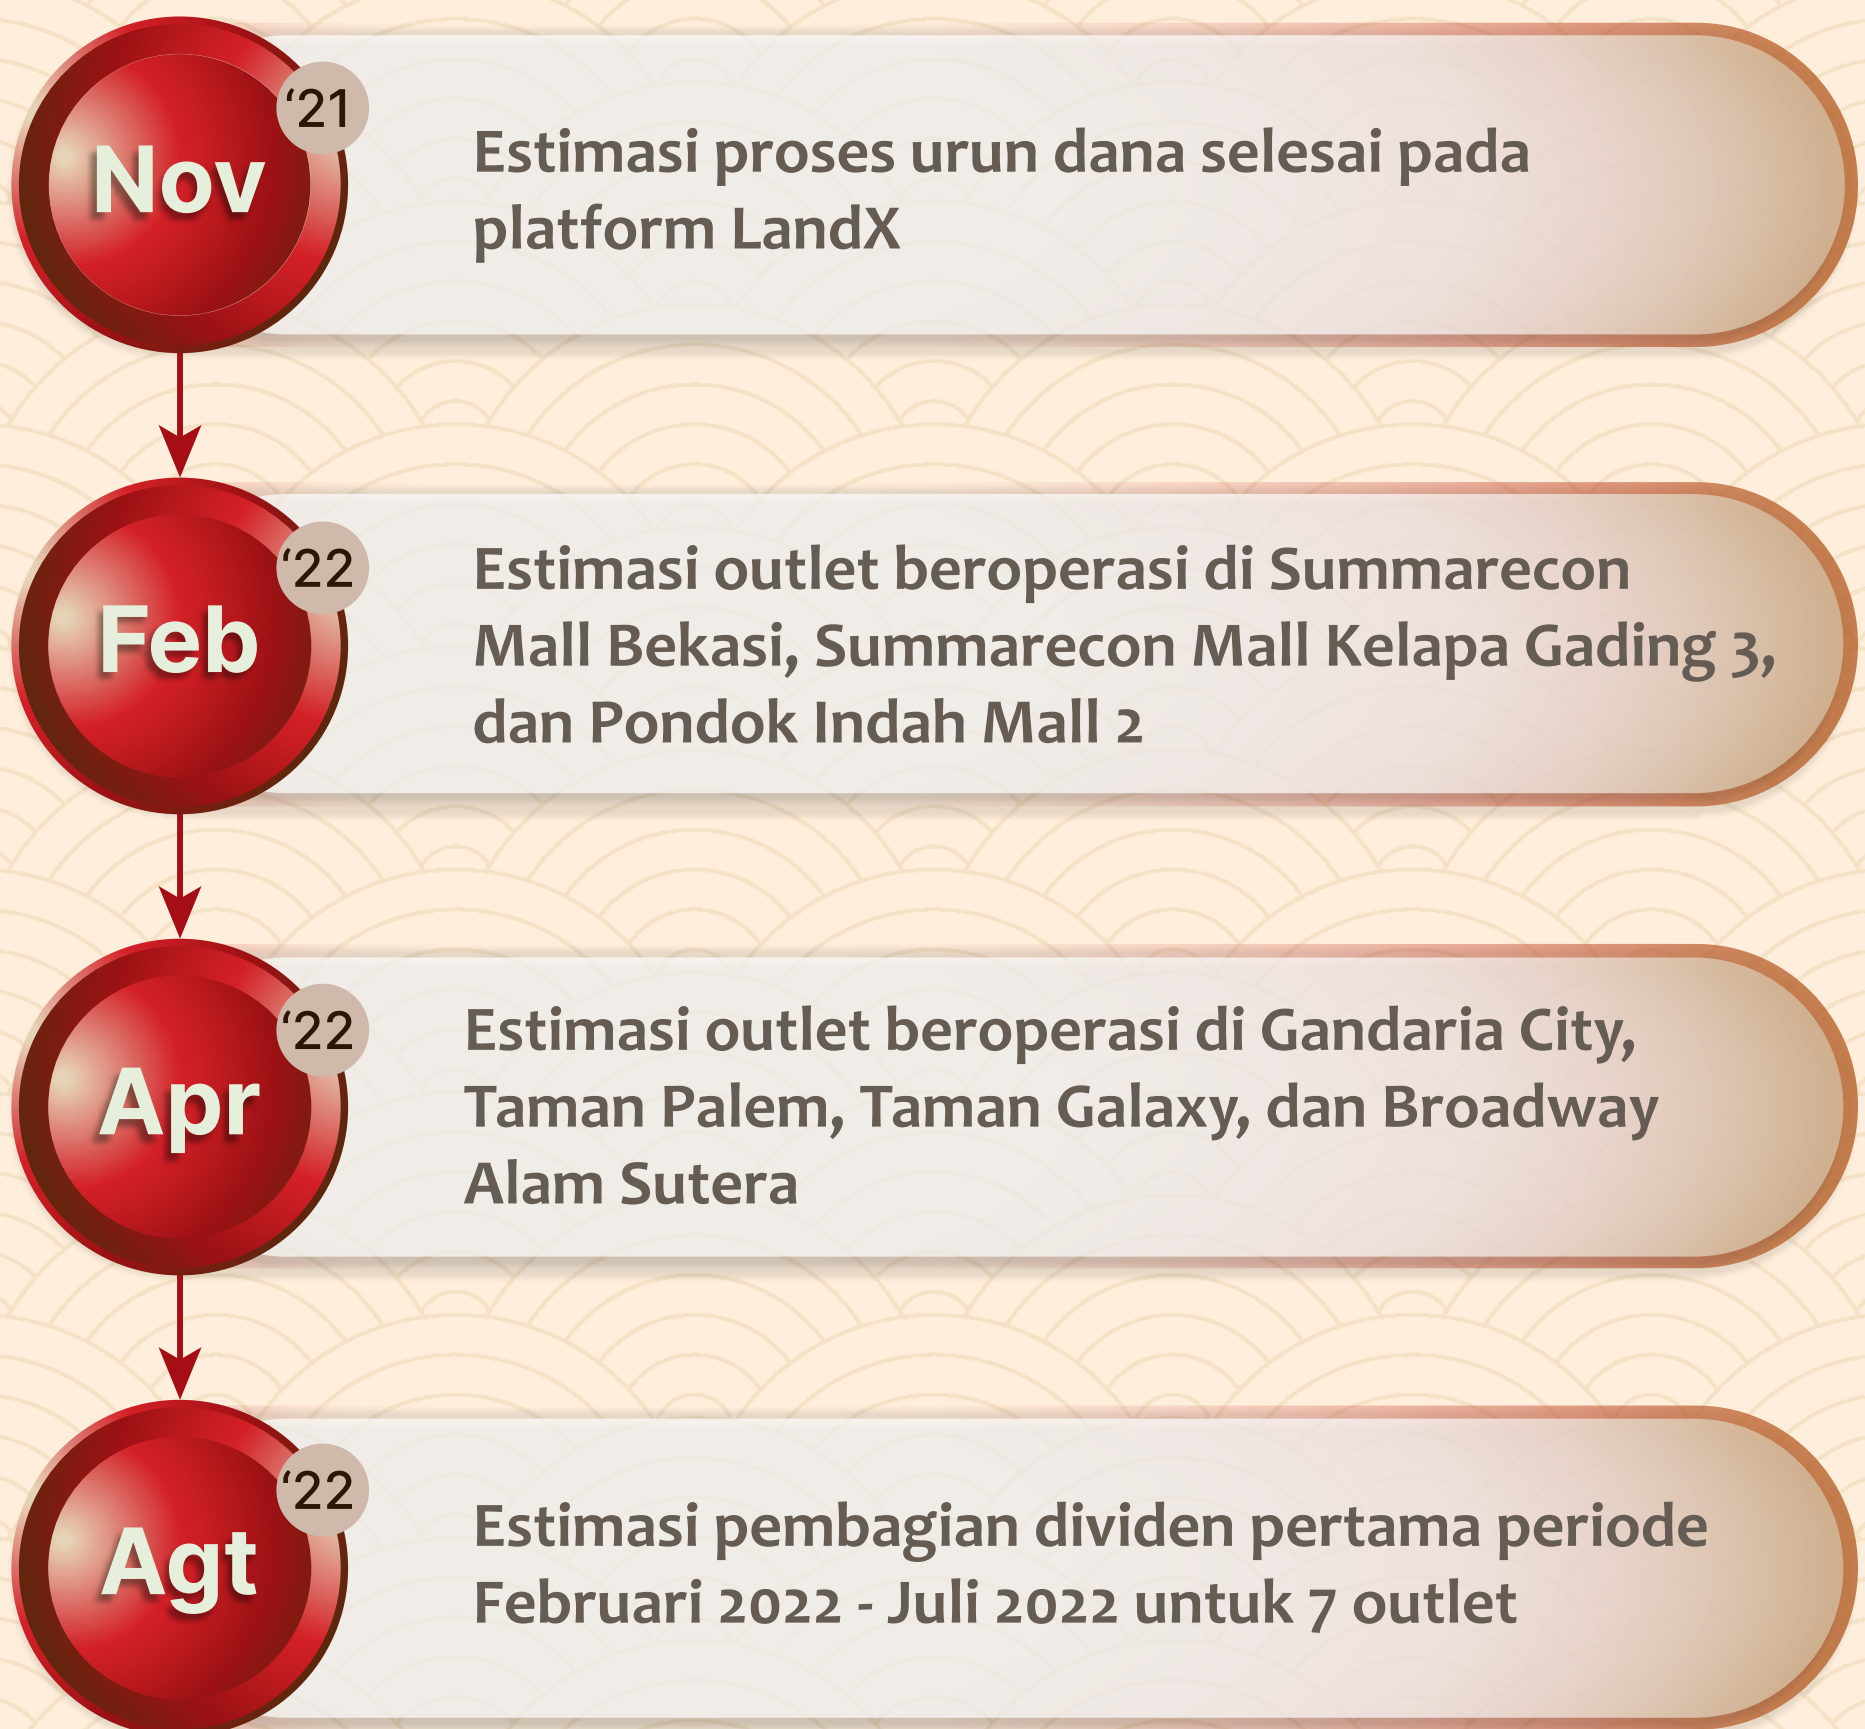 Nov
‘21
Estimasi proses urun dana selesai pada
platform LandX
Feb
‘22
Estimasi outlet beroperasi di Summarecon
Mall Bekasi, Summarecon Mall Kelapa Gading 3,
dan Pondok Indah Mall 2
Apr
‘22
Estimasi outlet beroperasi di Gandaria City,
Taman Palem, Taman Galaxy, dan Broadway
Alam Sutera
Agt
‘22
Estimasi pembagian dividen pertama periode
Februari 2022 - Juli 2022 untuk 7 outlet